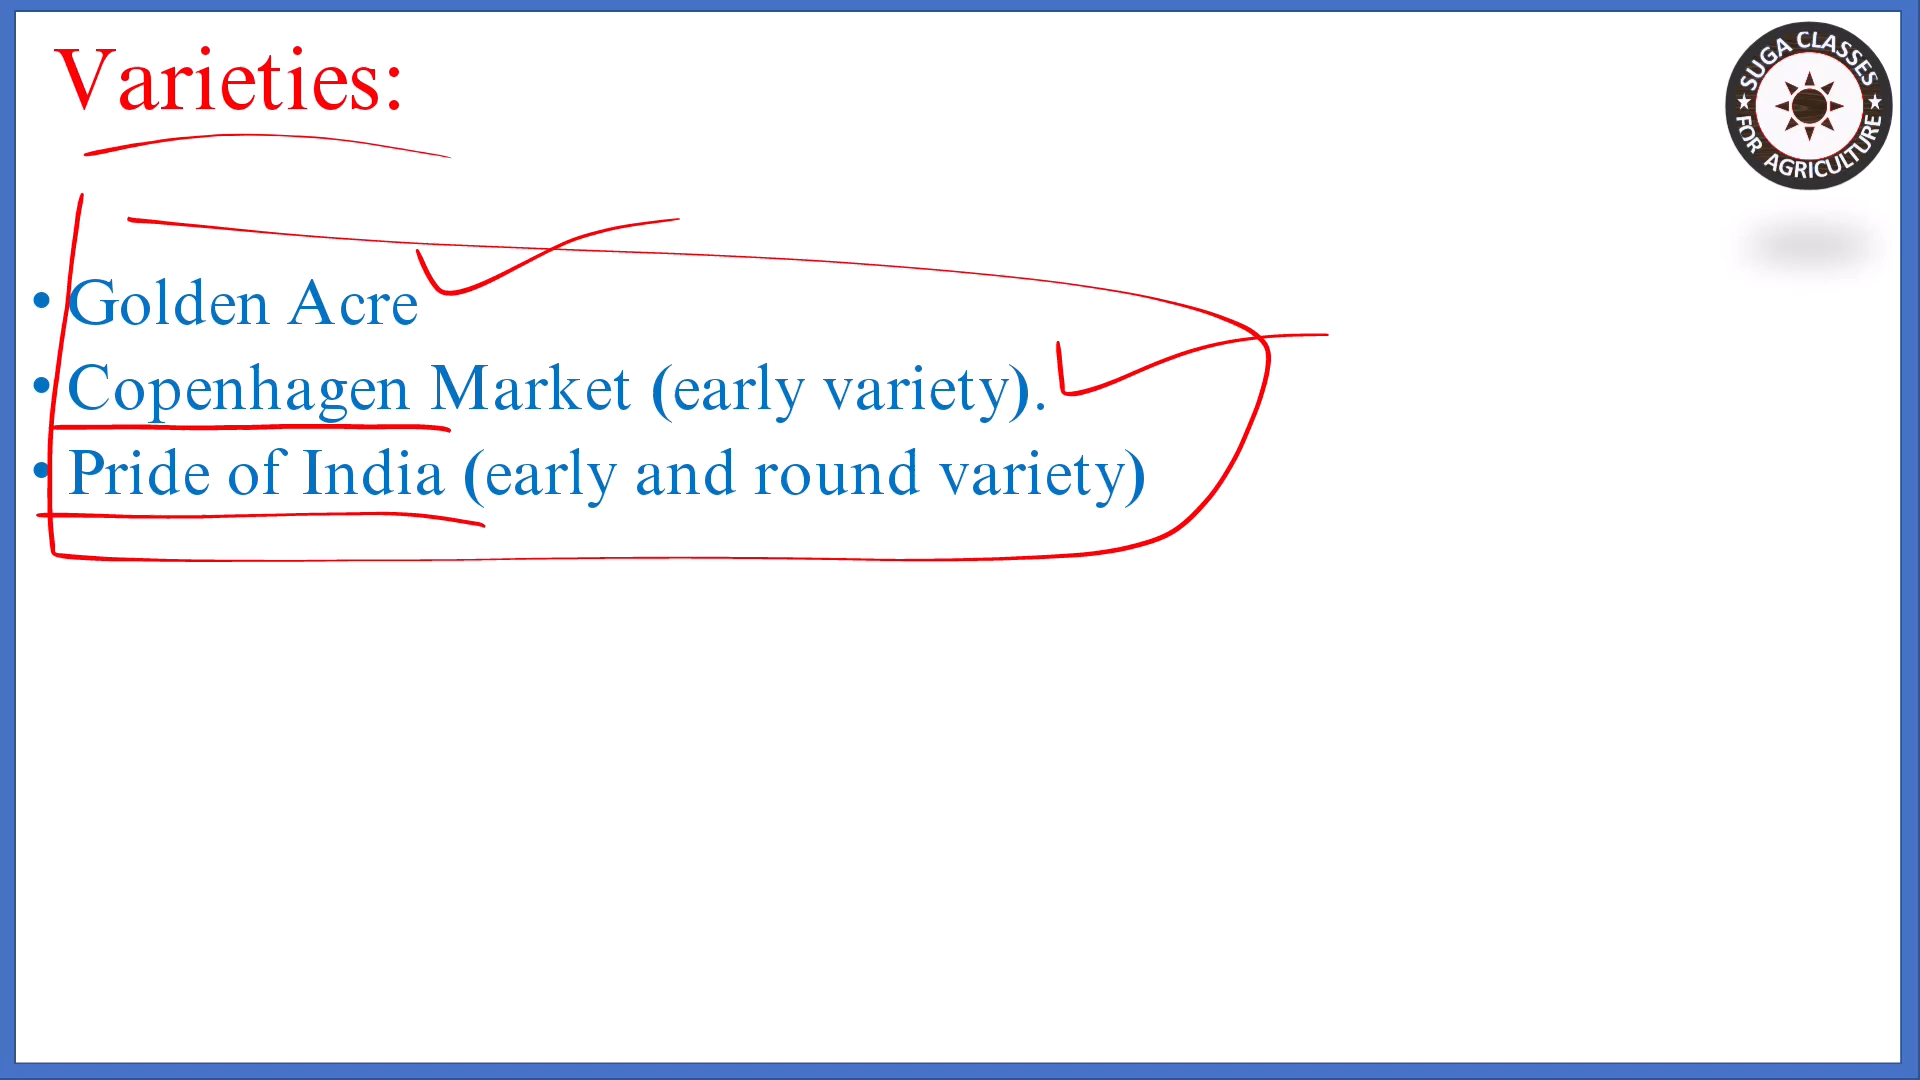 Varieties:
SUGA CLASSES
FOR AGRICULTURE
• Golden Acre
• Copenhagen Market (early variety).
• Pride of India (early and round variety)